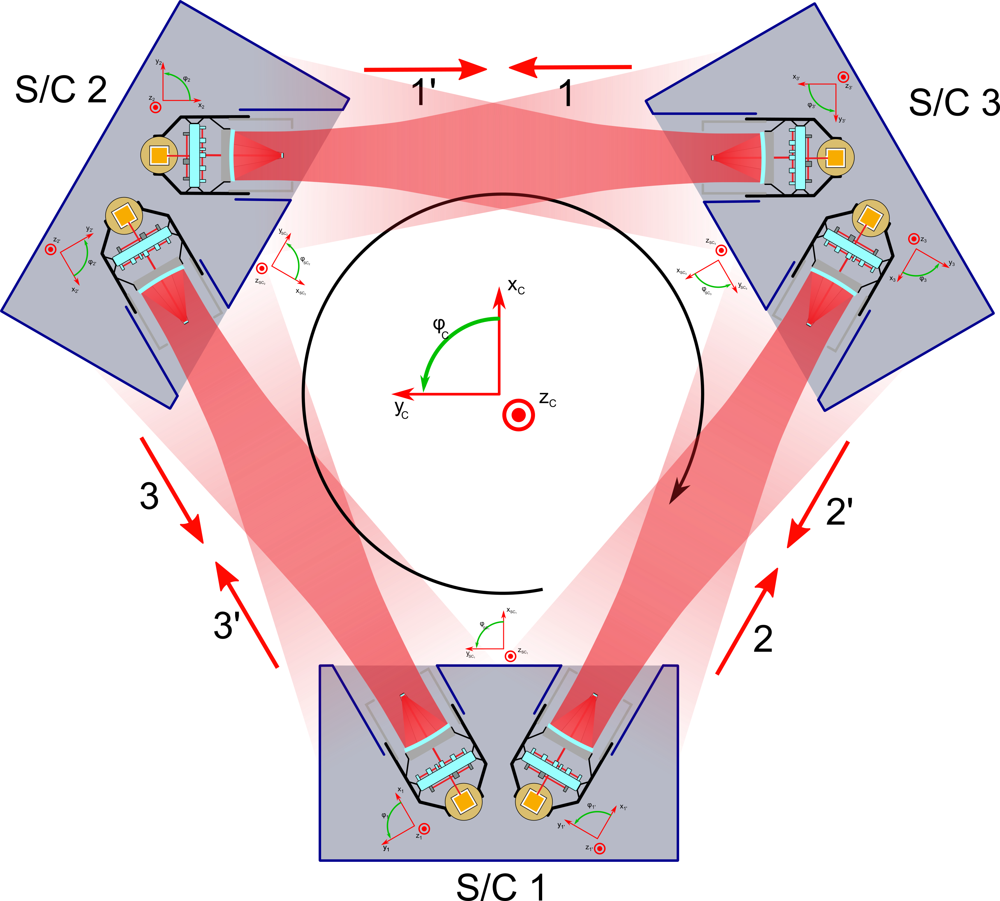 S/C 2
y2
φ2
z2
x2
1'
1
x3'
z3'
φ3'
y3'
S/C 3
y2'
z2'
φ2'
x2'
ySC2
φSC2
zSC2
xSC2
zSC3
xSC3
φSC3
ySC3
z3
y3
x3
φ3
xC
φC
yC
zC
3
2'
3'
2
xSC1
φSC1
ySC1
zSC1
x1
φ1
z1
y1
φ1'
x1'
y1'
z1'
S/C 1